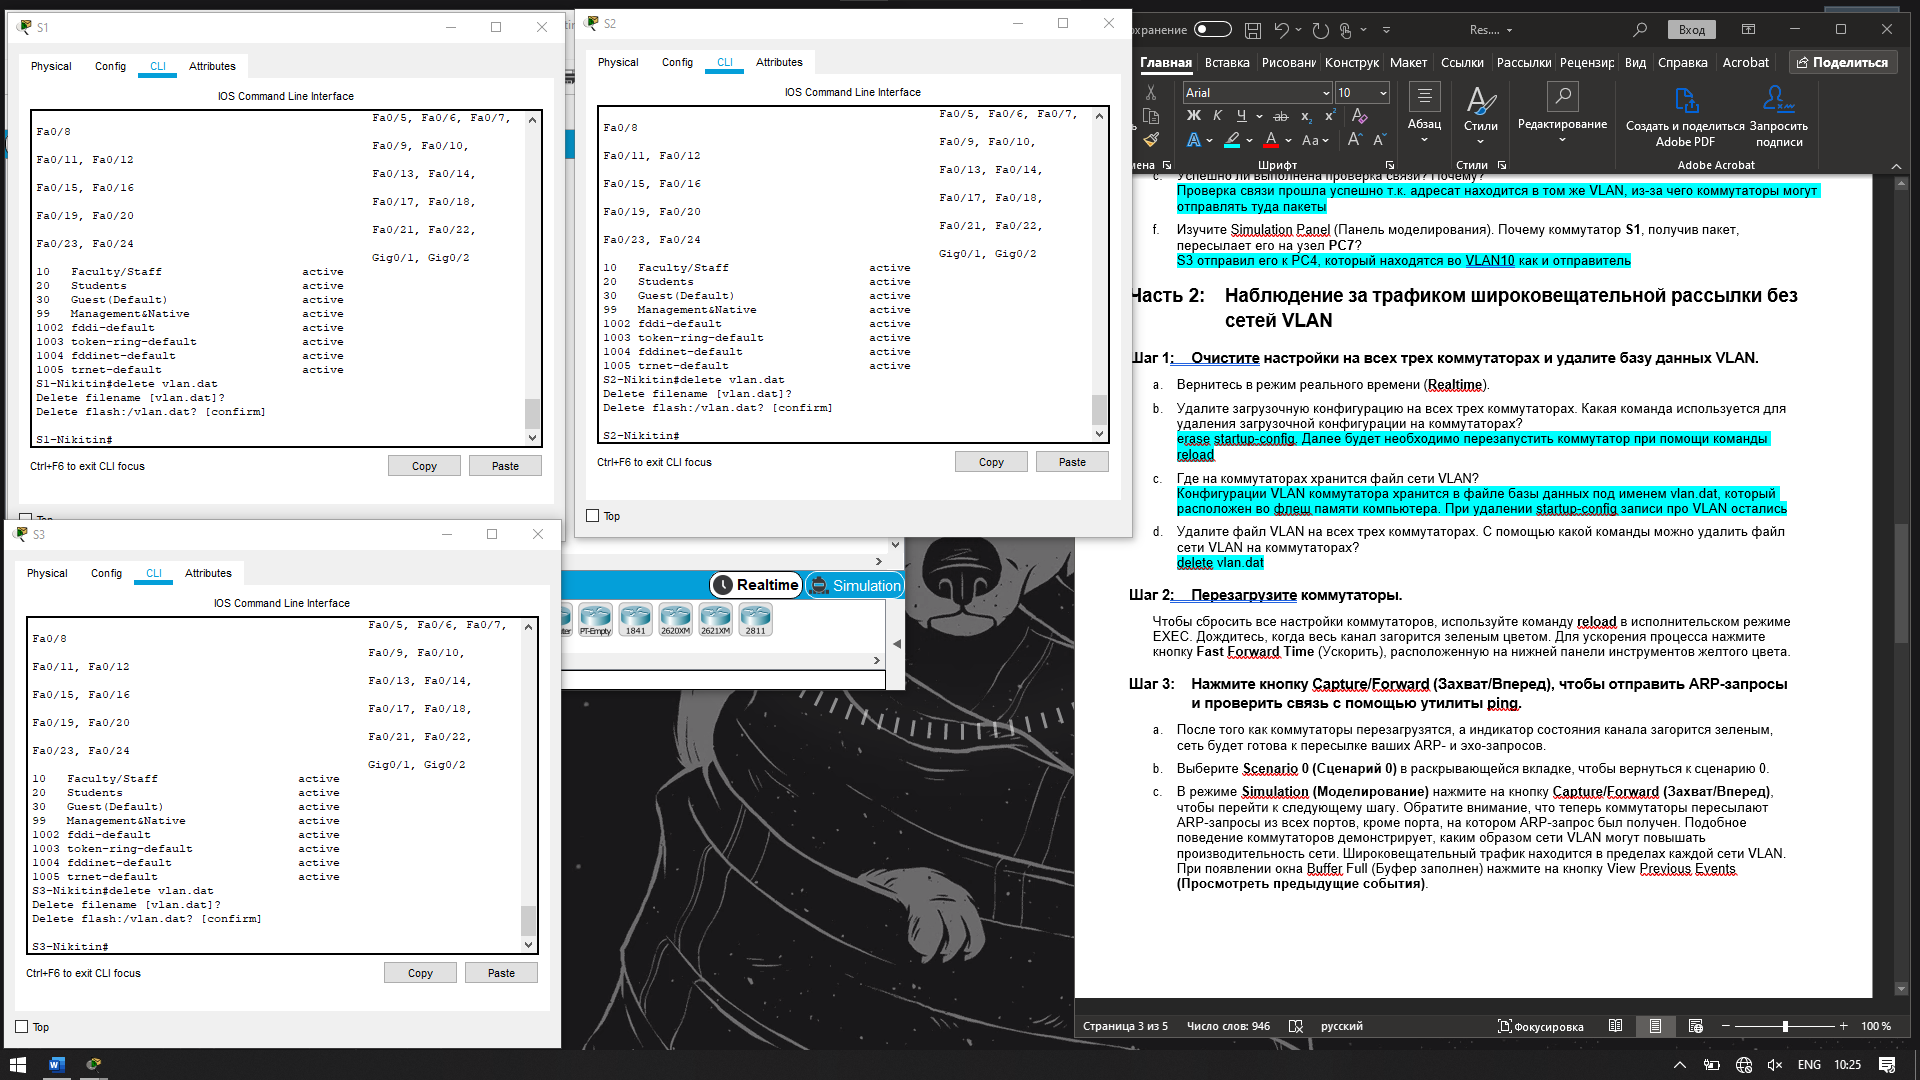 S1
Physical Config CLI Attributes
IOS Command Line Interface
Fa0/5, Fa0/6, Fa0/7,
Fa0/8
Fa0/9, Fa0/10,
Fa0/11, Fa0/12
Fa0/13, Fa0/14,
Fa0/15, Fa0/16
Fa0/17, Fa0/18,
Fa0/19, Fa0/20
Fa0/21, Fa0/22,
Fa0/23, Fa0/24
Gig0/1, Gig0/2
10 Faculty/Staff active
20 Students active
30 Guest(Default) active
99 Management&Native active
1002 fddi-default active
1003 token-ring-default active
1004 fddinet-default active
1005 trnet-default active
S1-Nikitin#delete vlan.dat
Delete filename [vlan.dat]?
Delete flash:/vlan.dat? [confirm]
S1-Nikitin#
Ctrl+F6 to exit CLI focus
Copy Paste
S2
Physical Config CLI Attributes
IOS Command Line Interface
Fa0/5, Fa0/6, Fa0/7,
Fa0/8
Fa0/9, Fa0/10,
Fa0/11, Fa0/12
Fa0/13, Fa0/14,
Fa0/15, Fa0/16
Fa0/17, Fa0/18,
Fa0/19, Fa0/20
Fa0/21, Fa0/22,
Fa0/23, Fa0/24
Gig0/1, Gig0/2
10 Faculty/Staff active
20 Students active
30 Guest(Default) active
99 Management&Native active
1002 fddi-default active
1003 token-ring-default active
1004 fddinet-default active
1005 trnet-default active
S2-Nikitin#delete vlan.dat
Delete filename [vlan.dat]?
Delete flash:/vlan.dat? [confirm]
S2-Nikitin#
Ctrl+F6 to exit CLI focus
Copy Paste
Top
S3
Physical Config CLI Attributes
IOS Command Line Interface
Fa0/5, Fa0/6, Fa0/7,
Fa0/8
Fa0/9, Fa0/10,
Fa0/11, Fa0/12
Fa0/13, Fa0/14,
Fa0/15, Fa0/16
Fa0/17, Fa0/18,
Fa0/19, Fa0/20
Fa0/21, Fa0/22,
Fa0/23, Fa0/24
Gig0/1, Gig0/2
10 Faculty/Staff active
20 Students active
30 Guest(Default) active
99 Management&Native active
1002 fddi-default active
1003 token-ring-default active
1004 fddinet-default active
1005 trnet-default active
S3-Nikitin#delete vlan.dat
Delete filename [vlan.dat]?
Delete flash:/vlan.dat? [confirm]
S3-Nikitin#
Ctrl+F6 to exit CLI focus
Copy Paste
Top
Realtime Simulation
PT-Empty 1841 2620XM 2621XM 2811
охранение Res.... Вход
Главная Вставка Рисовани Конструк Макет Ссылки Рассылки Рецензир Вид Справка Acrobat Поделиться
Arial 10
Ж К Ч ab x₂ x²
Абзац Стили Редактирование Создать и поделиться Adobe PDF Запросить подписи
мена Шрифт Стили Adobe Acrobat
Успешно ли выполнена проверка связи? Почему?
Проверка связи прошла успешно т.к. адресат находится в том же VLAN, из-за чего коммутаторы могут
отправлять туда пакеты
f. Изучите Simulation Panel (Панель моделирования). Почему коммутатор S1, получив пакет,
пересылает его на узел PC7?
S3 отправил его к PC4, который находятся во VLAN10 как и отправитель
Часть 2: Наблюдение за трафиком широковещательной рассылки без
сетей VLAN
Шаг 1: Очистите настройки на всех трех коммутаторах и удалите базу данных VLAN.
a. Вернитесь в режим реального времени (Realtime).
b. Удалите загрузочную конфигурацию на всех трех коммутаторах. Какая команда используется для
удаления загрузочной конфигурации на коммутаторах?
erase startup-config. Далее будет необходимо перезапустить коммутатор при помощи команды
reload
c. Где на коммутаторах хранится файл сети VLAN?
Конфигурации VLAN коммутатора хранится в файле базы данных под именем vlan.dat, который
расположен во флеш памяти компьютера. При удалении startup-config записи про VLAN остались
d. Удалите файл VLAN на всех трех коммутаторах. С помощью какой команды можно удалить файл
сети VLAN на коммутаторах?
delete vlan.dat
Шаг 2: Перезагрузите коммутаторы.
Чтобы сбросить все настройки коммутаторов, используйте команду reload в исполнительском режиме
EXEC. Дождитесь, когда весь канал загорится зеленым цветом. Для ускорения процесса нажмите
кнопку Fast Forward Time (Ускорить), расположенную на нижней панели инструментов желтого цвета.
Шаг 3: Нажмите кнопку Capture/Forward (Захват/Вперед), чтобы отправить ARP-запросы
и проверить связь с помощью утилиты ping.
a. После того как коммутаторы перезагрузятся, а индикатор состояния канала загорится зеленым,
сеть будет готова к пересылке ваших ARP- и эхо-запросов.
b. Выберите Scenario 0 (Сценарий 0) в раскрывающейся вкладке, чтобы вернуться к сценарию 0.
c. В режиме Simulation (Моделирование) нажмите на кнопку Capture/Forward (Захват/Вперед),
чтобы перейти к следующему шагу. Обратите внимание, что теперь коммутаторы пересылают
ARP-запросы из всех портов, кроме порта, на котором ARP-запрос был получен. Подобное
поведение коммутаторов демонстрирует, каким образом сети VLAN могут повышать
производительность сети. Широковещательный трафик находится в пределах каждой сети VLAN.
При появлении окна Buffer Full (Буфер заполнен) нажмите на кнопку View Previous Events
(Просмотреть предыдущие события).
Страница 3 из 5 Число слов: 946 русский Фокусировка 100 %
ENG 10:25